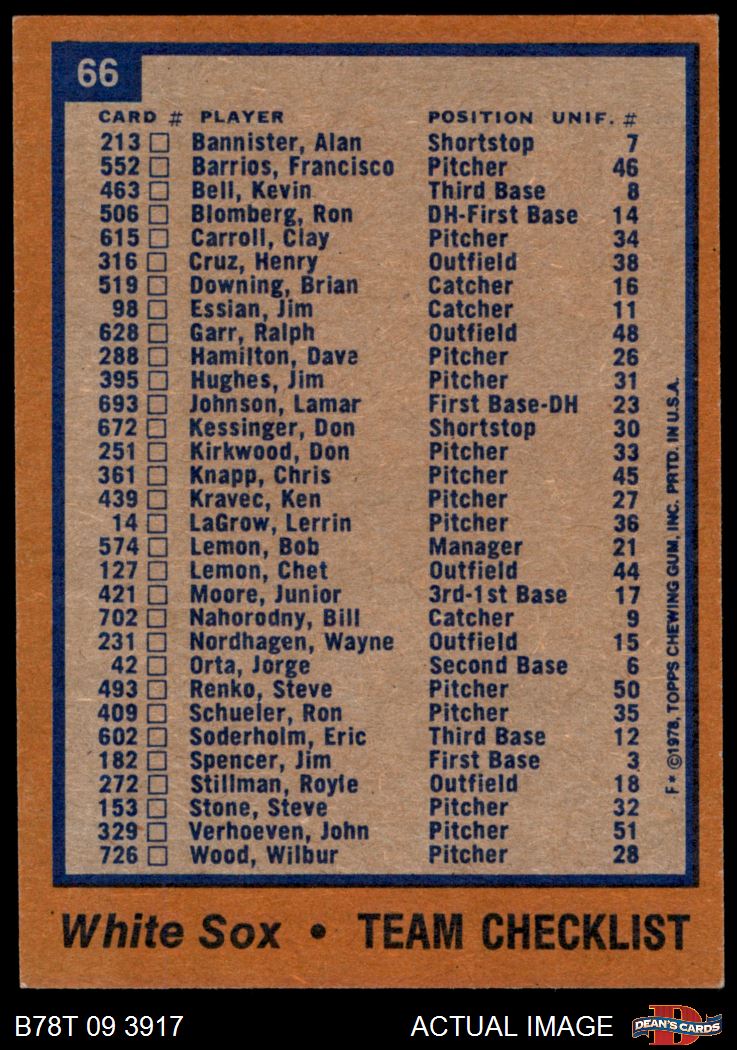 66
CARD # PLAYER POSITION UNIF. #
213 Bannister, Alan Shortstop 7
552 Barrios, Francisco Pitcher 46
463 Bell, Kevin Third Base 8
506 Blomberg, Ron DH-First Base 14
615 Carroll, Clay Pitcher 34
316 Cruz, Henry Outfield 38
519 Downing, Brian Catcher 16
98 Essian, Jim Catcher 11
628 Garr, Ralph Outfield 48
288 Hamilton, Dave Pitcher 26
395 Hughes, Jim Pitcher 31
693 Johnson, Lamar First Base-DH 23
672 Kessinger, Don Shortstop 30
251 Kirkwood, Don Pitcher 33
361 Knapp, Chris Pitcher 45
439 Kravec, Ken Pitcher 27
14 LaGrow, Lerrin Pitcher 36
574 Lemon, Bob Manager 21
127 Lemon, Chet Outfield 44
421 Moore, Junior 3rd-1st Base 17
702 Nahorodny, Bill Catcher 9
231 Nordhagen, Wayne Outfield 15
42 Orta, Jorge Second Base 6
493 Renko, Steve Pitcher 50
409 Schueler, Ron Pitcher 35
602 Soderholm, Eric Third Base 12
182 Spencer, Jim First Base 3
272 Stillman, Royle Outfield 18
153 Stone, Steve Pitcher 32
329 Verhoeven, John Pitcher 51
726 Wood, Wilbur Pitcher 28
F* ©1978, TOPPS CHEWING GUM, INC. PRTD. IN U.S.A.
White Sox • TEAM CHECKLIST
B78T 09 3917 ACTUAL IMAGE
D
DEAN'S CARDS